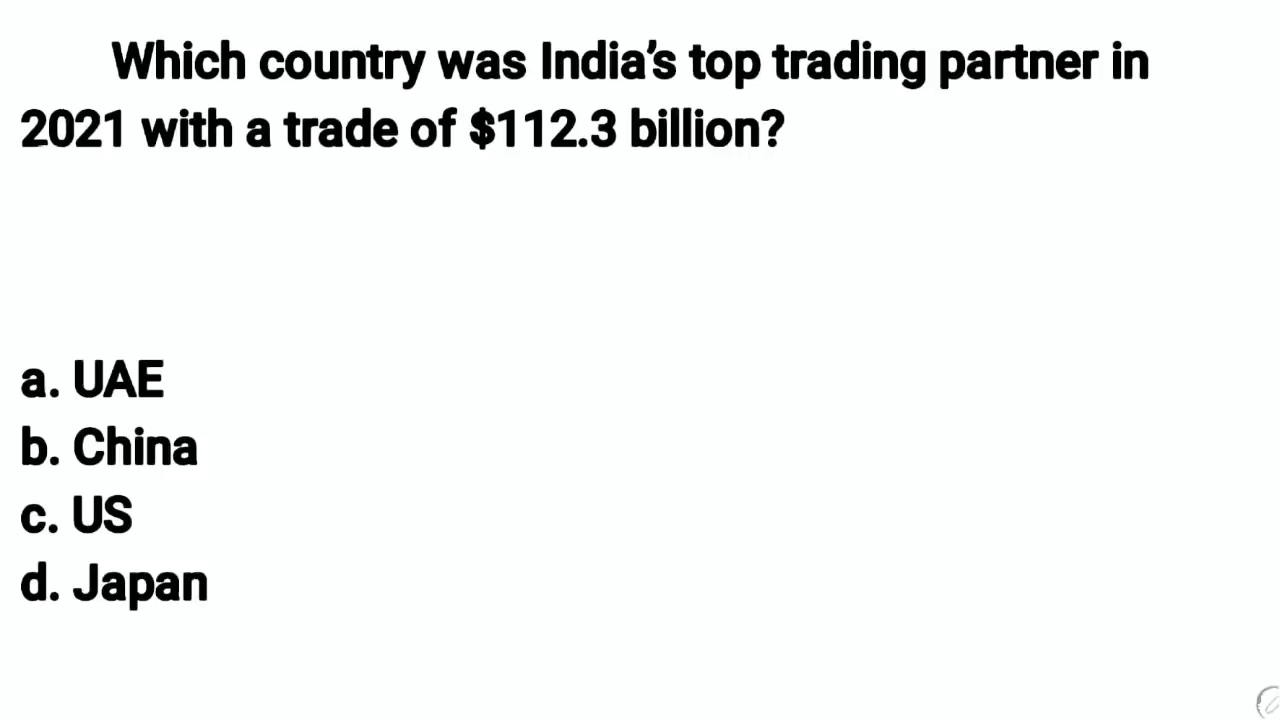 Which country was India’s top trading partner in
2021 with a trade of $112.3 billion?
a. UAE
b. China
c. US
d. Japan